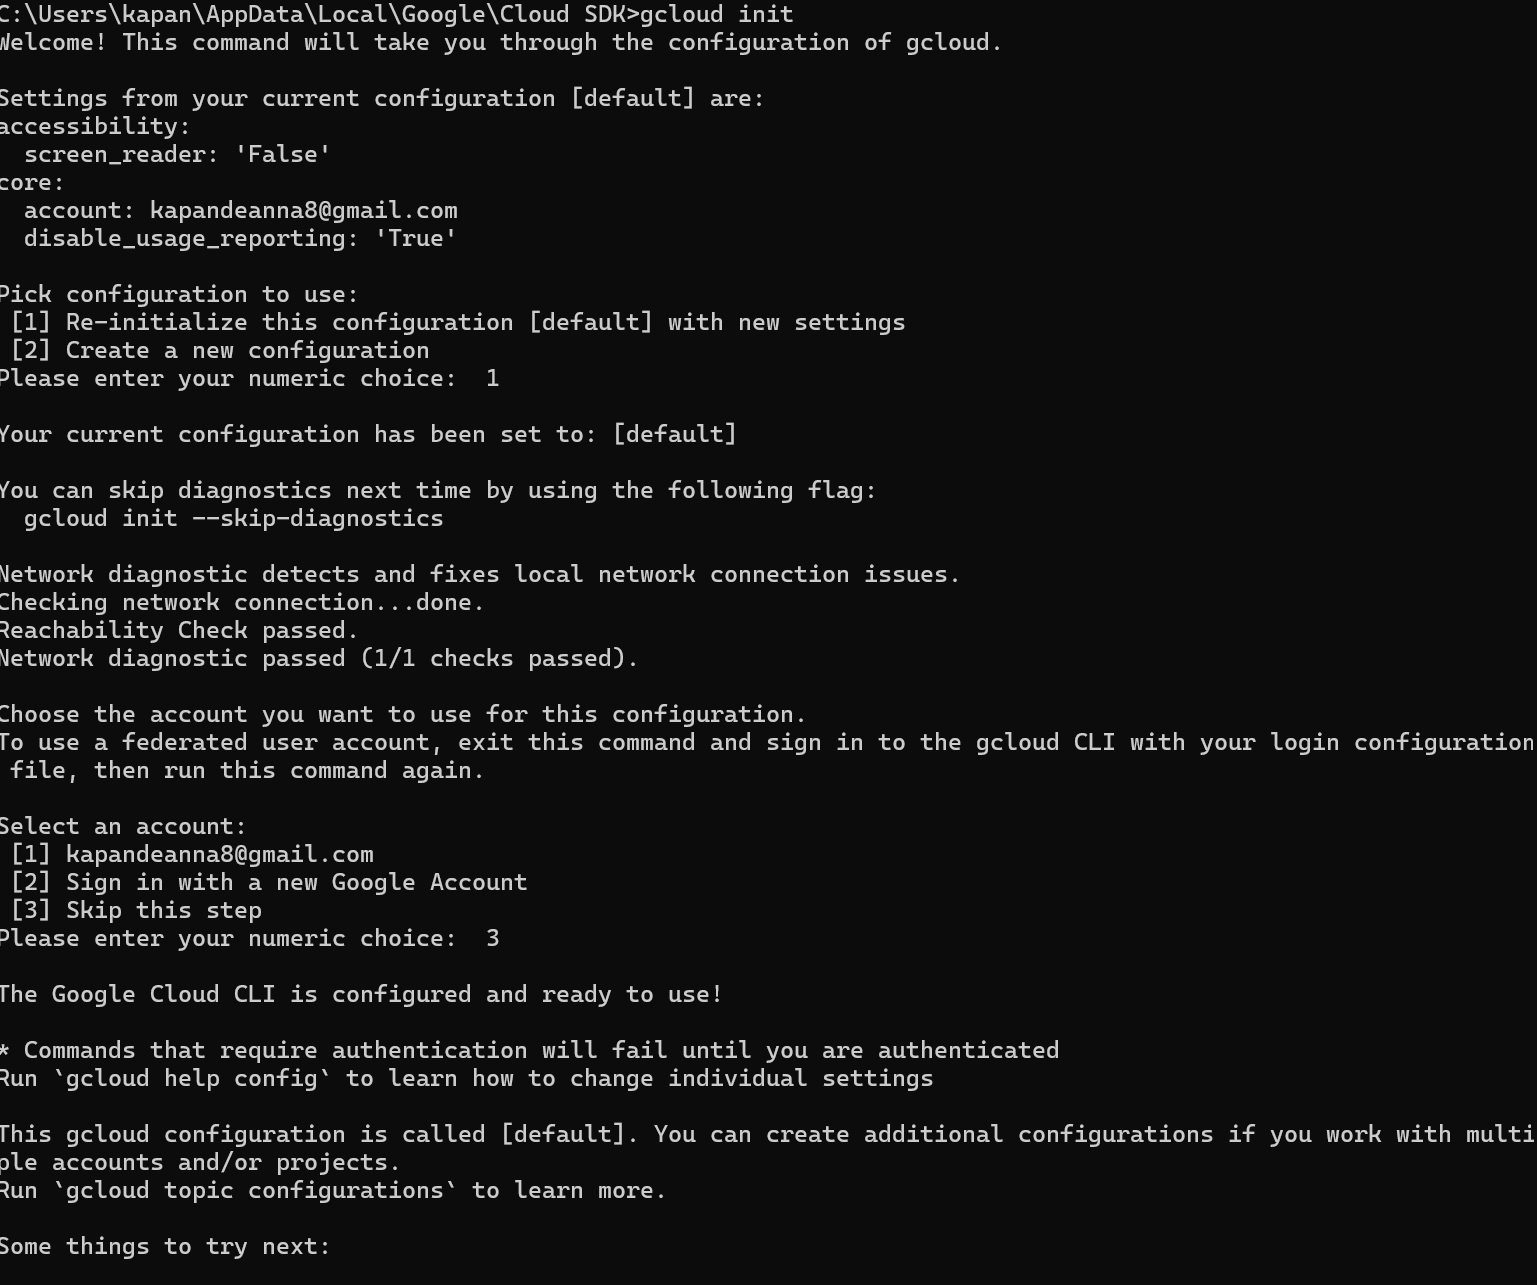 C:\Users\kapan\AppData\Local\Google\Cloud SDK>gcloud init
Welcome! This command will take you through the configuration of gcloud.

Settings from your current configuration [default] are:
accessibility:
  screen_reader: 'False'
core:
  account: kapandeanna8@gmail.com
  disable_usage_reporting: 'True'

Pick configuration to use:
 [1] Re-initialize this configuration [default] with new settings
 [2] Create a new configuration
Please enter your numeric choice:  1

Your current configuration has been set to: [default]

You can skip diagnostics next time by using the following flag:
  gcloud init --skip-diagnostics

Network diagnostic detects and fixes local network connection issues.
Checking network connection...done.
Reachability Check passed.
Network diagnostic passed (1/1 checks passed).

Choose the account you want to use for this configuration.
To use a federated user account, exit this command and sign in to the gcloud CLI with your login configuration
 file, then run this command again.

Select an account:
 [1] kapandeanna8@gmail.com
 [2] Sign in with a new Google Account
 [3] Skip this step
Please enter your numeric choice:  3

The Google Cloud CLI is configured and ready to use!

* Commands that require authentication will fail until you are authenticated
Run `gcloud help config` to learn how to change individual settings

This gcloud configuration is called [default]. You can create additional configurations if you work with multi
ple accounts and/or projects.
Run `gcloud topic configurations` to learn more.

Some things to try next: